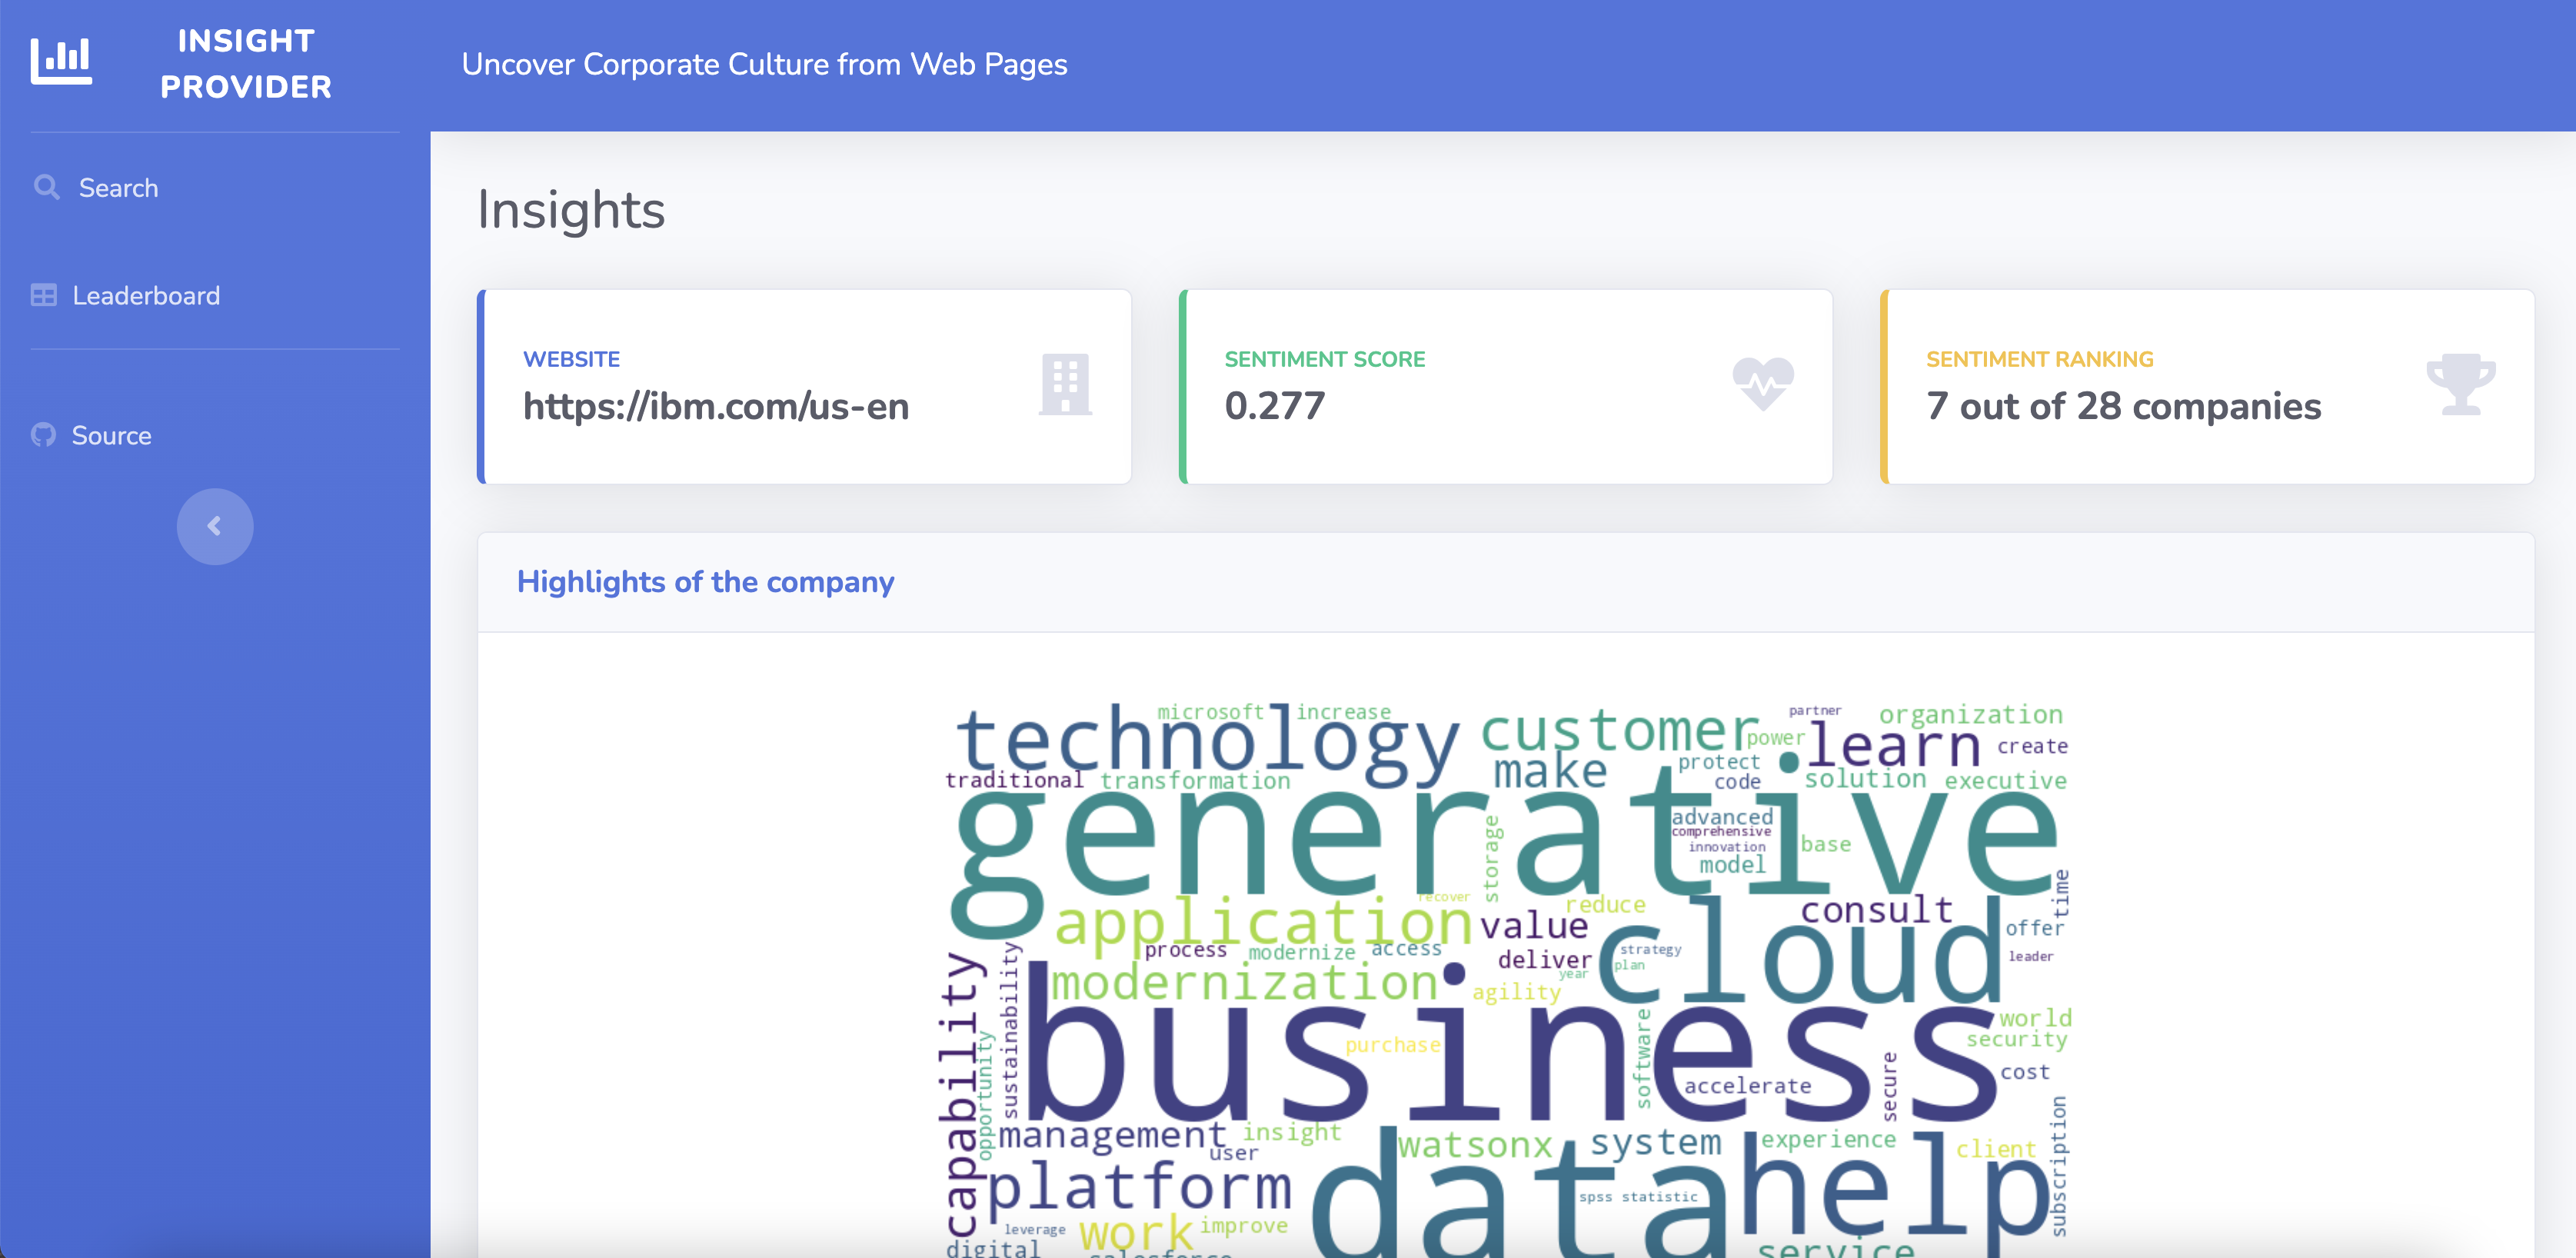 INSIGHT
PROVIDER
Uncover Corporate Culture from Web Pages
Search
Leaderboard
Source
Insights
WEBSITE
https://ibm.com/us-en
SENTIMENT SCORE
0.277
SENTIMENT RANKING
7 out of 28 companies
Highlights of the company
microsoft
increase
technology
customer
partner
organization
power
learn
create
make
protect
code
traditional
transformation
solution
executive
generative
storage
advanced
comprehensive
innovation
model
base
time
recover
application
value
reduce
consult
cloud
offer
process
modernize
access
deliver
strategy
plan
year
leader
modernization
agility
capability
sustainability
opportunity
business
purchase
software
accelerate
secure
world
security
cost
management
user
insight
watsonx
system
experience
client
subscription
platform
data
spss statistic
help
leverage
work
improve
digital
salesforce
service